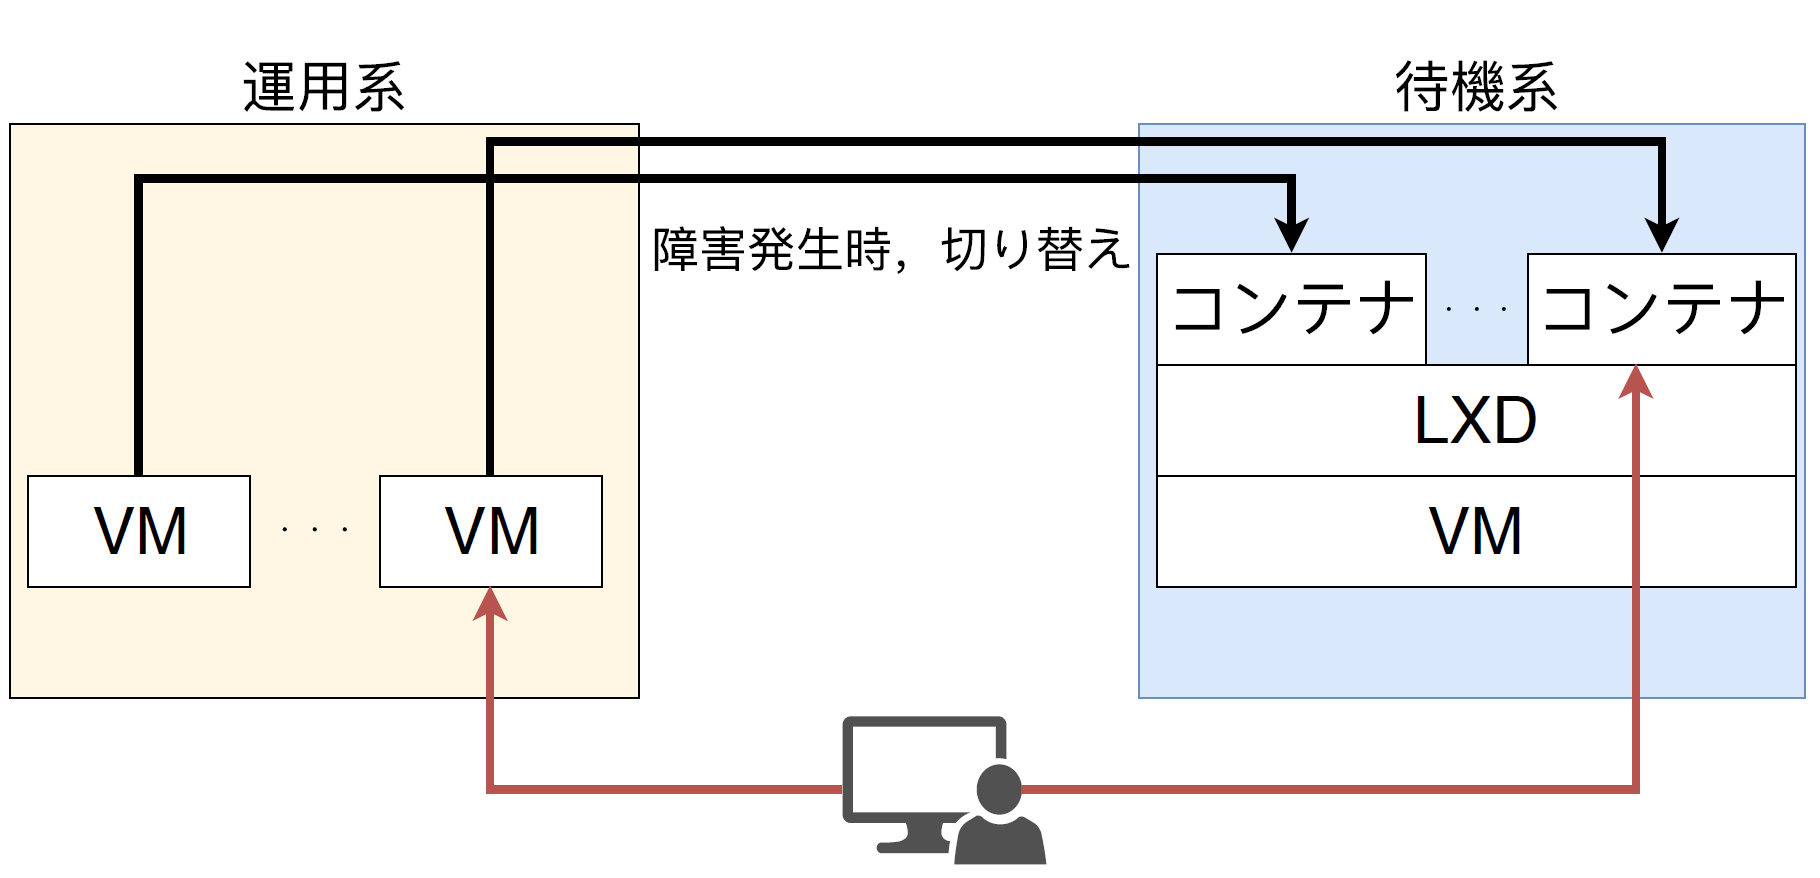 運用系
待機系
障害発生時，切り替え
コンテナ
・・・
コンテナ
LXD
VM
・・・
VM
VM